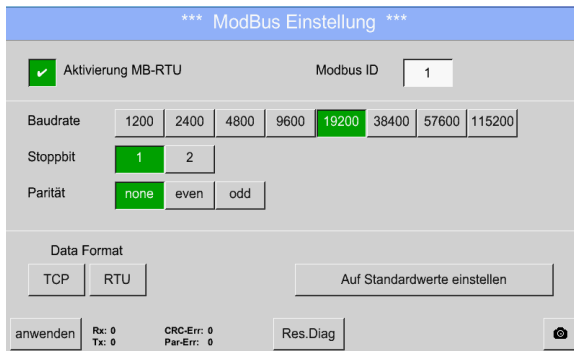 *** ModBus Einstellung ***
✔ Aktivierung MB-RTU Modbus ID 1
Baudrate 1200 2400 4800 9600 19200 38400 57600 115200
Stoppbit 1 2
Parität none even odd
Data Format
TCP RTU Auf Standardwerte einstellen
anwenden Rx: 0 CRC-Err: 0 Res.Diag
Tx: 0 Par-Err: 0